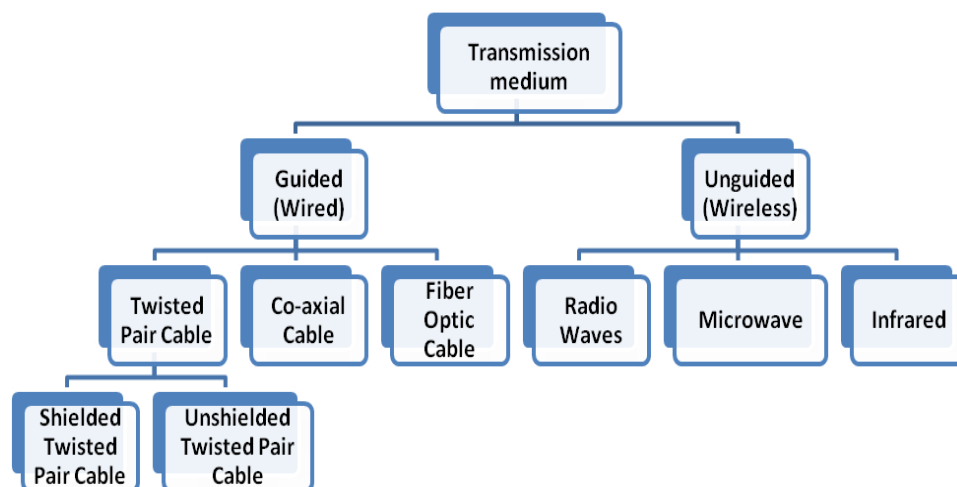 Transmission
medium
Guided
(Wired)
Unguided
(Wireless)
Twisted
Pair Cable
Co-axial
Cable
Fiber
Optic
Cable
Radio
Waves
Microwave
Infrared
Shielded
Twisted
Pair Cable
Unshielded
Twisted Pair
Cable